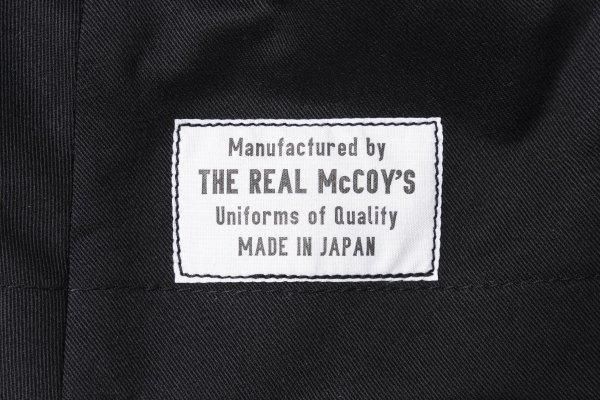 Manufactured by
THE REAL McCOY'S
Uniforms of Quality
MADE IN JAPAN